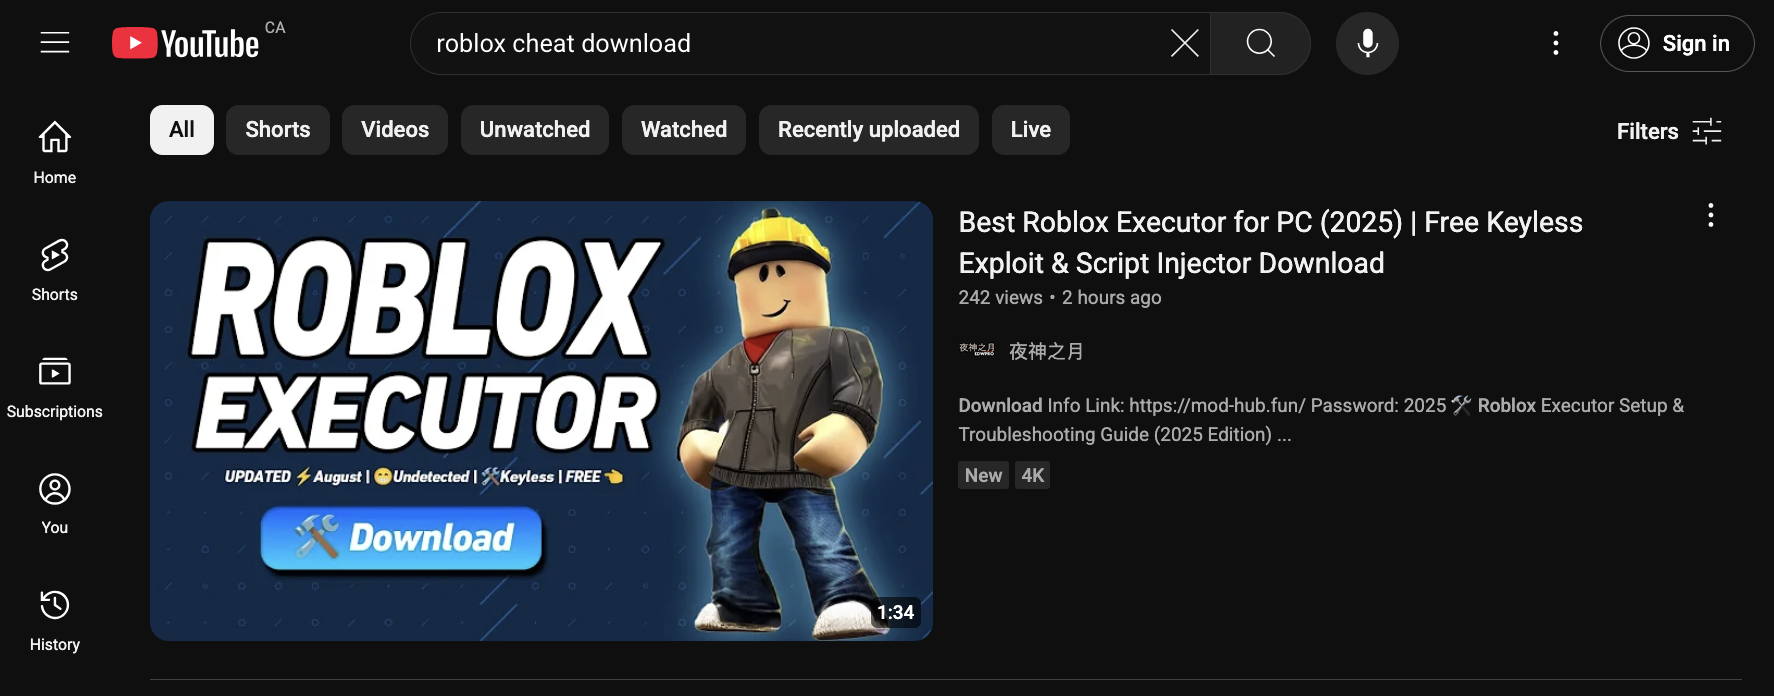 YouTube CA
roblox cheat download
Sign in
All
Shorts
Videos
Unwatched
Watched
Recently uploaded
Live
Filters
Home
Shorts
Subscriptions
You
History
ROBLOX
EXECUTOR
UPDATED ⚡August | 😁Undetected | 🛠️Keyless | FREE 👈
🛠️ Download
1:34
Best Roblox Executor for PC (2025) | Free Keyless
Exploit & Script Injector Download
242 views • 2 hours ago
夜神之月
Download Info Link: https://mod-hub.fun/ Password: 2025 🛠️ Roblox Executor Setup &
Troubleshooting Guide (2025 Edition) ...
New
4K